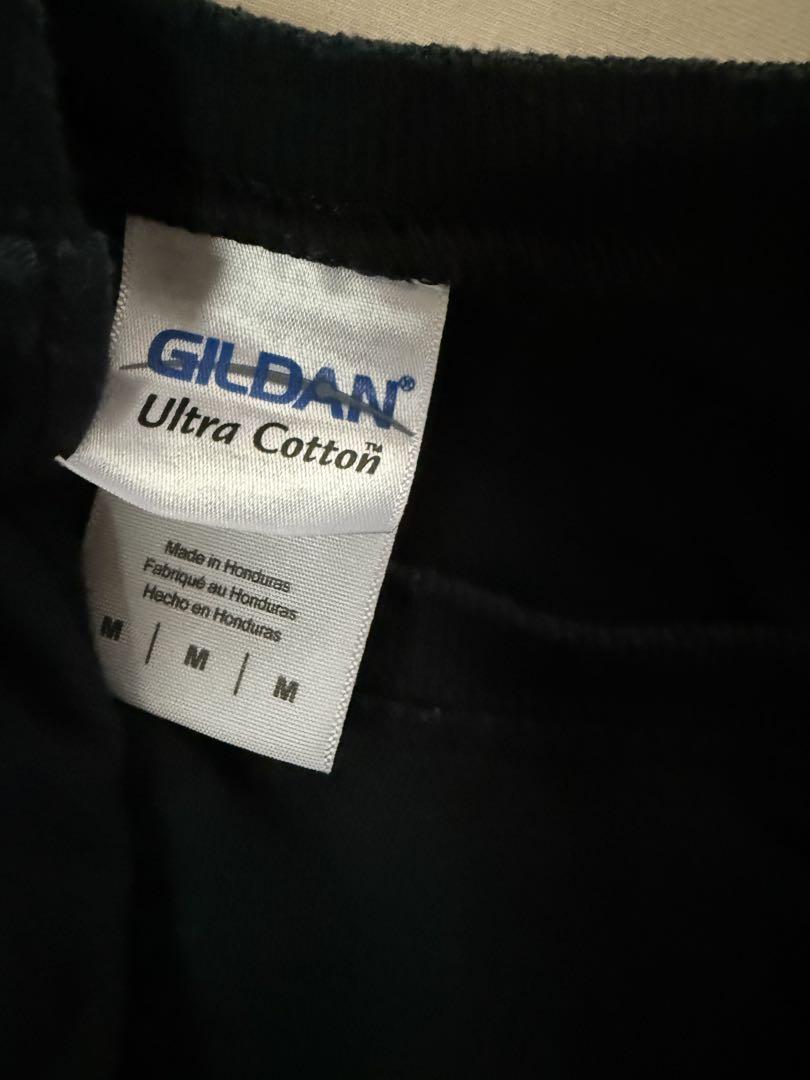 GILDAN®
Ultra Cotton™
Made in Honduras
Fabriqué au Honduras
Hecho en Honduras
M | M | M